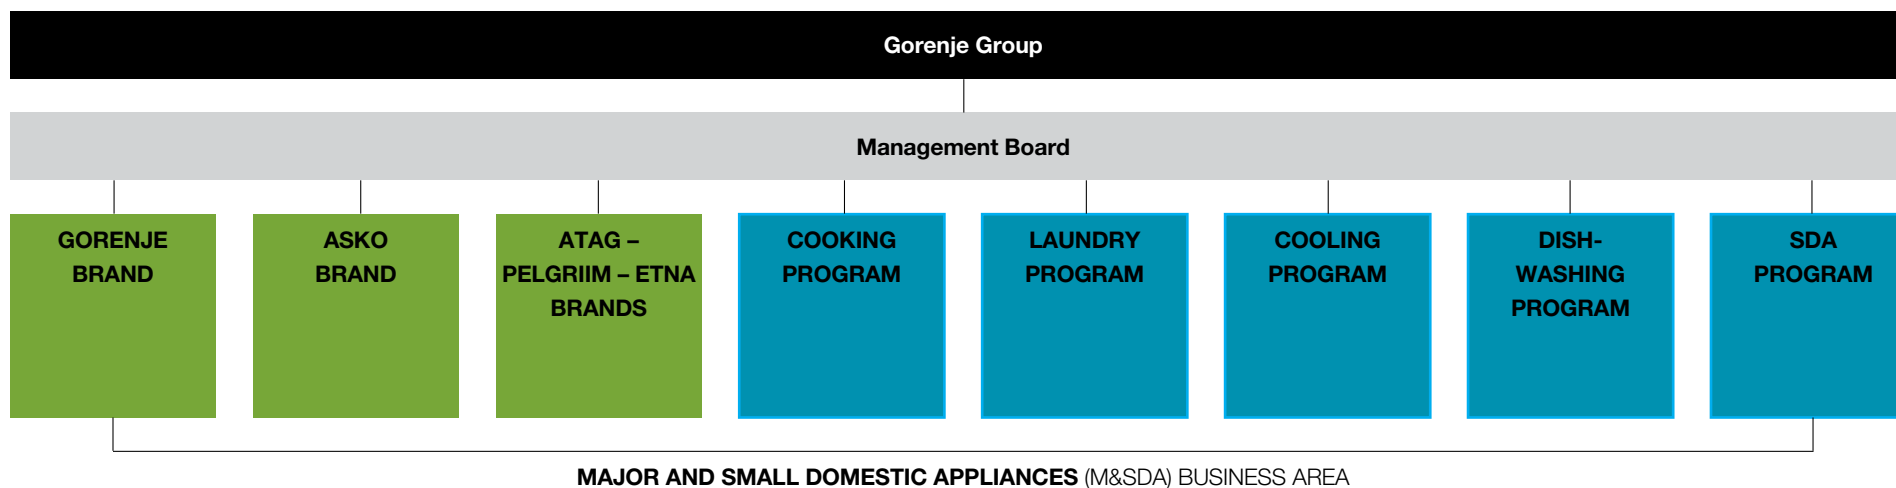 Gorenje Group
Management Board
GORENJE
BRAND
ASKO
BRAND
ATAG –
PELGRIIM – ETNA
BRANDS
COOKING
PROGRAM
LAUNDRY
PROGRAM
COOLING
PROGRAM
DISH-
WASHING
PROGRAM
SDA
PROGRAM
MAJOR AND SMALL DOMESTIC APPLIANCES (M&SDA) BUSINESS AREA